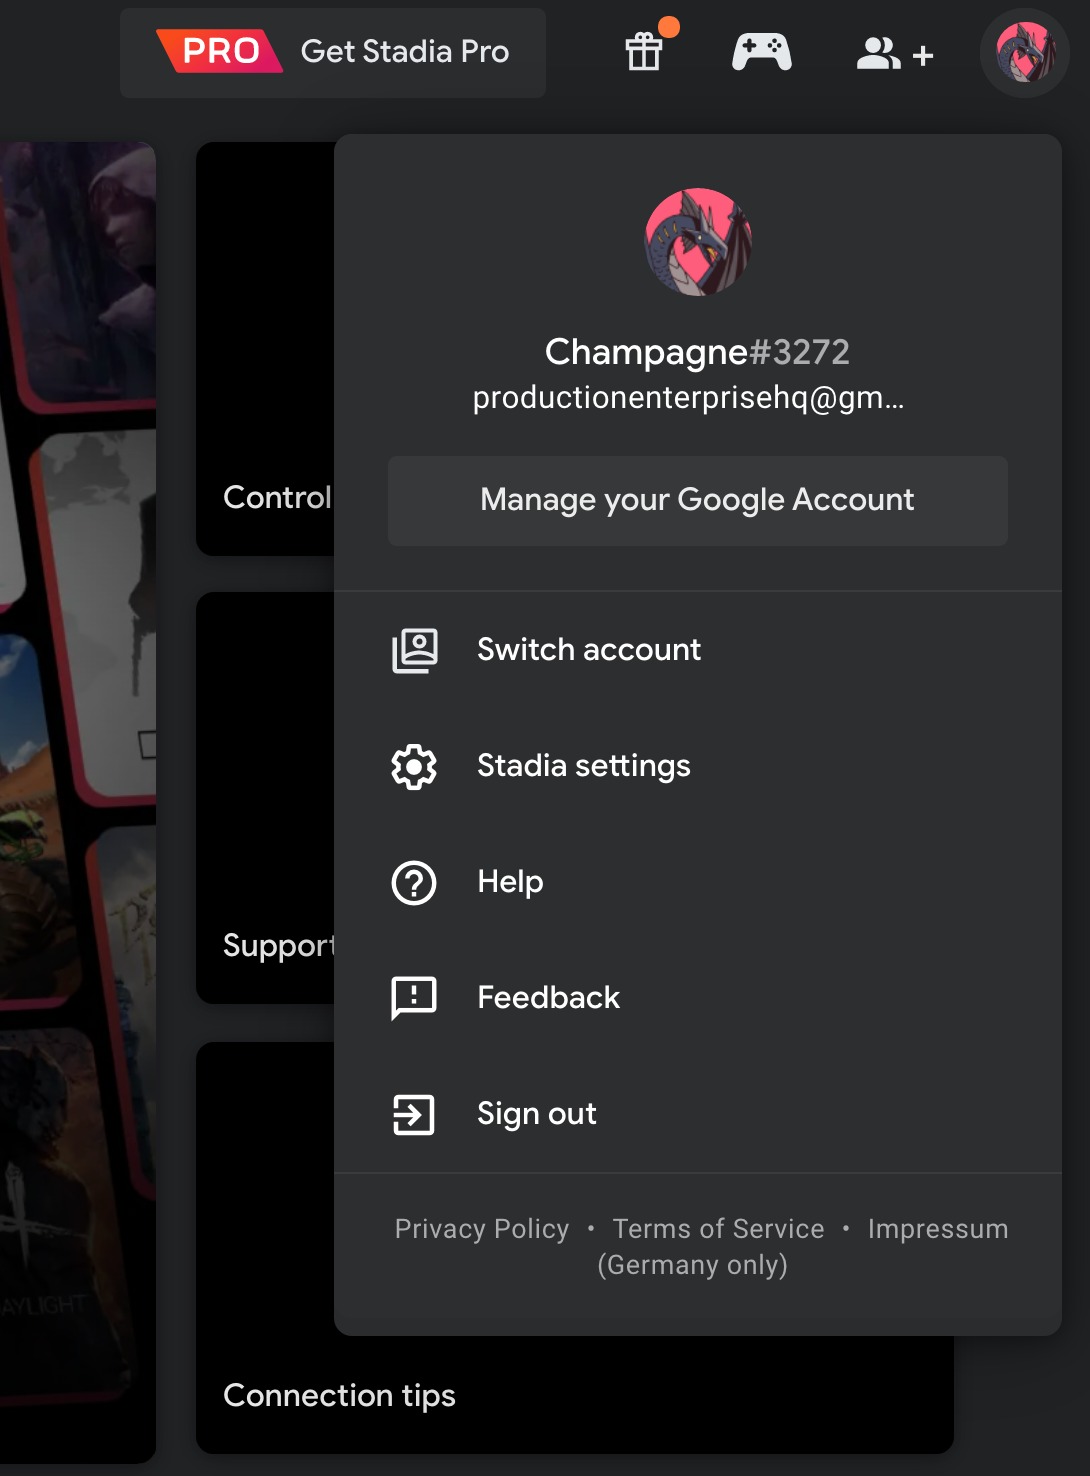 PRO Get Stadia Pro
Champagne#3272
productionenterprisehq@gm...
Manage your Google Account
Control
Switch account
Stadia settings
Help
Support
Feedback
Sign out
Privacy Policy • Terms of Service • Impressum
(Germany only)
AYLIGHT
Connection tips